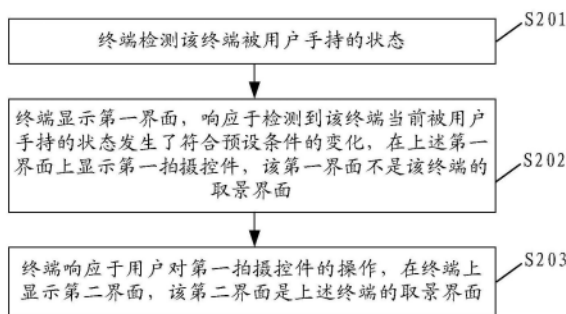 终端检测该终端被用户手持的状态
S201
终端显示第一界面，响应于检测到该终端当前被用户
手持的状态发生了符合预设条件的变化，在上述第一
界面上显示第一拍摄控件，该第一界面不是该终端的
取景界面
S202
终端响应于用户对第一拍摄控件的操作，在终端上
显示第二界面，该第二界面是上述终端的取景界面
S203